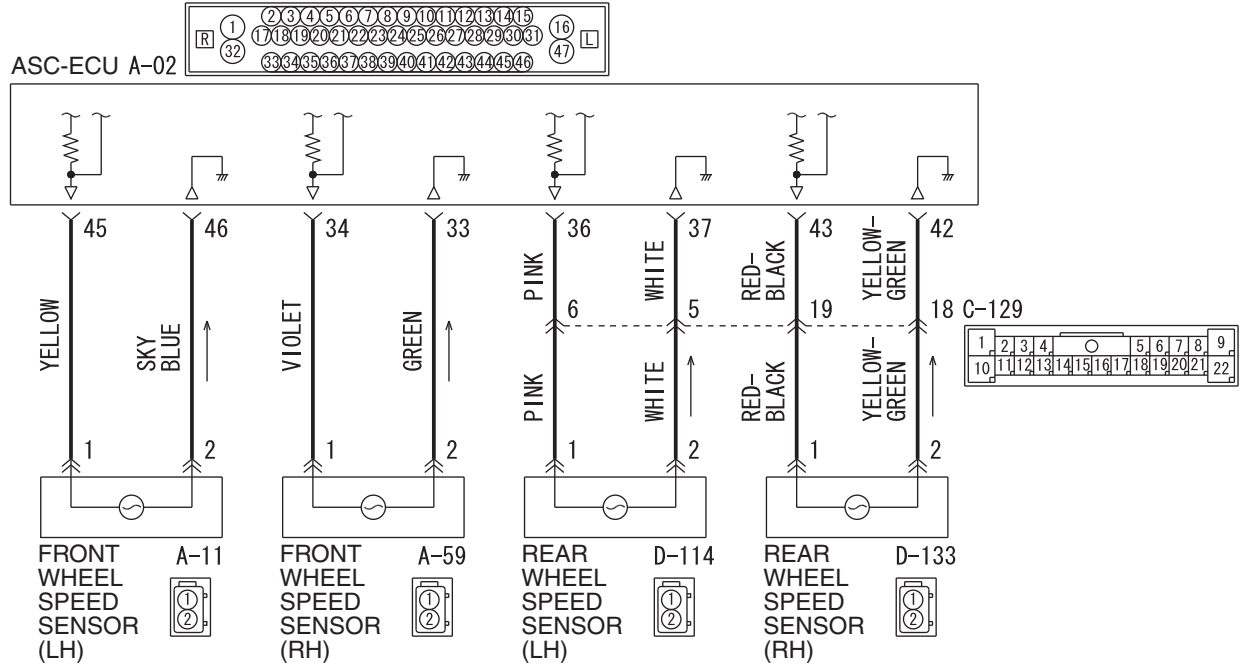 2 3 4 5 6 7 8 9 10 11 12 13 14 15
R 1 17 18 19 20 21 22 23 24 25 26 27 28 29 30 31 16 L
32 47
33 34 35 36 37 38 39 40 41 42 43 44 45 46
ASC-ECU A-02
45 46 34 33 36 37 43 42
YELLOW
SKY
BLUE
VIOLET
GREEN
PINK
WHITE
RED-
BLACK
YELLOW-
GREEN
6 5 19 18 C-129
1 2 3 4 5 6 7 8 9
10 11 12 13 14 15 16 17 18 19 20 21 22
PINK
WHITE
RED-
BLACK
YELLOW-
GREEN
1 2 1 2 1 2 1 2
FRONT
WHEEL
SPEED
SENSOR
(LH)
A-11
1
2
FRONT
WHEEL
SPEED
SENSOR
(RH)
A-59
1
2
REAR
WHEEL
SPEED
SENSOR
(LH)
D-114
1
2
REAR
WHEEL
SPEED
SENSOR
(RH)
D-133
1
2